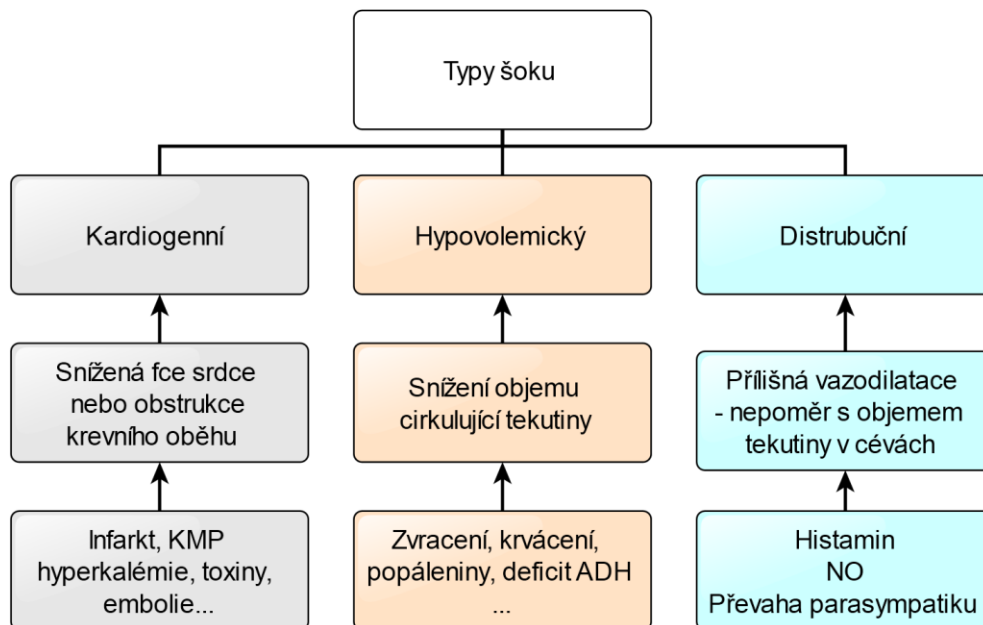 Typy šoku
Kardiogenní
Hypovolemický
Distrubuční
Snížená fce srdce
nebo obstrukce
krevního oběhu
Snížení objemu
cirkulující tekutiny
Přílišná vazodilatace
- nepoměr s objemem
tekutiny v cévách
Infarkt, KMP
hyperkalémie, toxiny,
embolie...
Zvracení, krvácení,
popáleniny, deficit ADH
...
Histamin
NO
Převaha parasympatiku